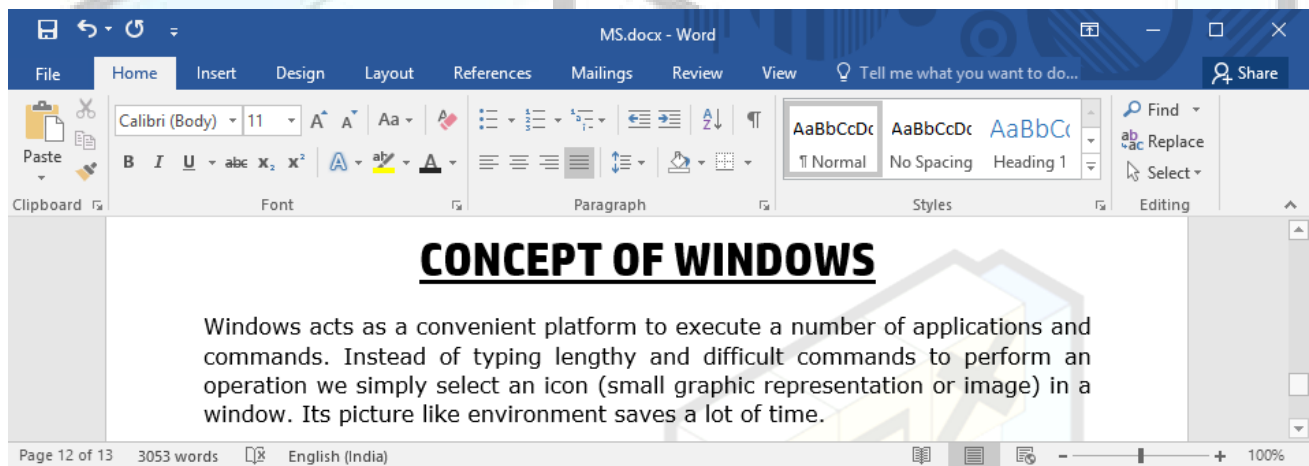 MS.docx - Word
File Home Insert Design Layout References Mailings Review View Tell me what you want to do... Share
Paste
Calibri (Body) 11 A A Aa
B I U abc x₂ x² A aby A
A Z ¶
AaBbCcDc AaBbCcDc AaBbC
¶ Normal No Spacing Heading 1
Find
abac Replace
Select
Clipboard Font Paragraph Styles Editing
CONCEPT OF WINDOWS
Windows acts as a convenient platform to execute a number of applications and
commands. Instead of typing lengthy and difficult commands to perform an
operation we simply select an icon (small graphic representation or image) in a
window. Its picture like environment saves a lot of time.
Page 12 of 13 3053 words English (India) - + 100%